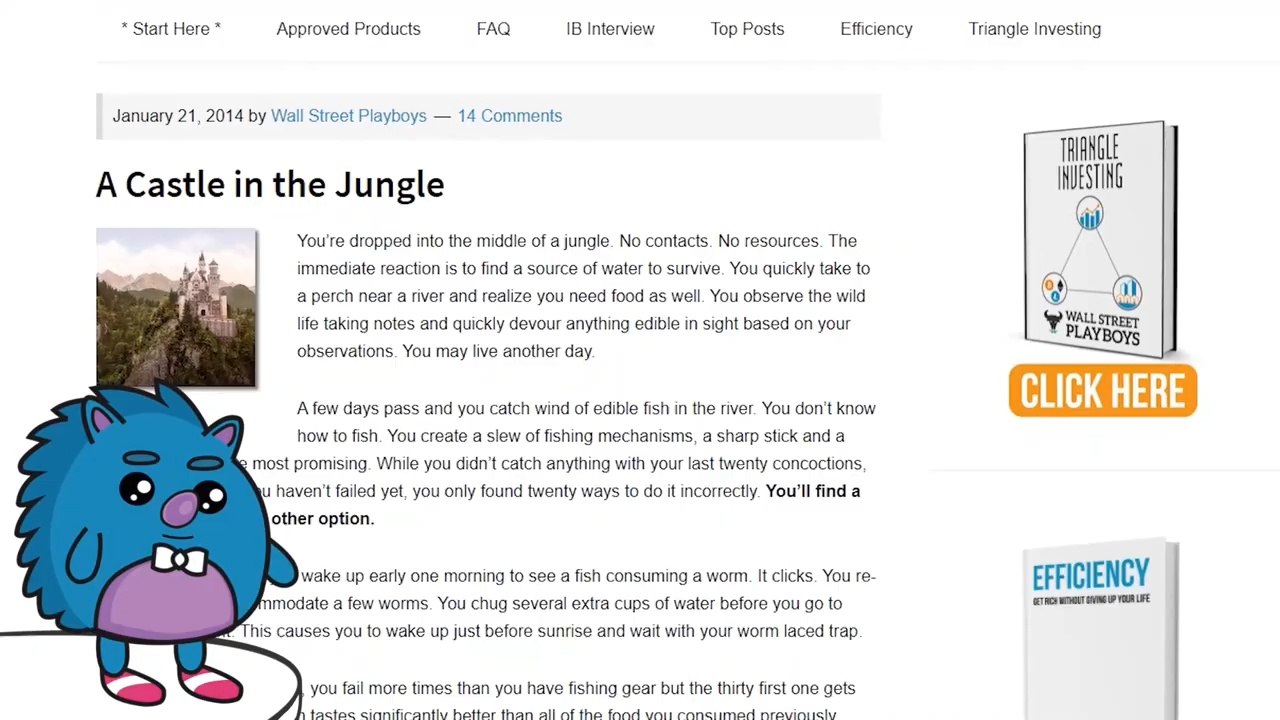 * Start Here *
Approved Products
FAQ
IB Interview
Top Posts
Efficiency
Triangle Investing
January 21, 2014 by Wall Street Playboys — 14 Comments
A Castle in the Jungle
You’re dropped into the middle of a jungle. No contacts. No resources. The
immediate reaction is to find a source of water to survive. You quickly take to
a perch near a river and realize you need food as well. You observe the wild
life taking notes and quickly devour anything edible in sight based on your
observations. You may live another day.
A few days pass and you catch wind of edible fish in the river. You don’t know
how to fish. You create a slew of fishing mechanisms, a sharp stick and a
most promising. While you didn’t catch anything with your last twenty concoctions,
haven’t failed yet, you only found twenty ways to do it incorrectly. You’ll find a
other option.
wake up early one morning to see a fish consuming a worm. It clicks. You re-
mmodate a few worms. You chug several extra cups of water before you go to
This causes you to wake up just before sunrise and wait with your worm laced trap.
you fail more times than you have fishing gear but the thirty first one gets
tastes significantly better than all of the food you consumed previously
TRIANGLE
INVESTING
WALL STREET
PLAYBOYS
CLICK HERE
EFFICIENCY
GET RICH WITHOUT GIVING UP YOUR LIFE